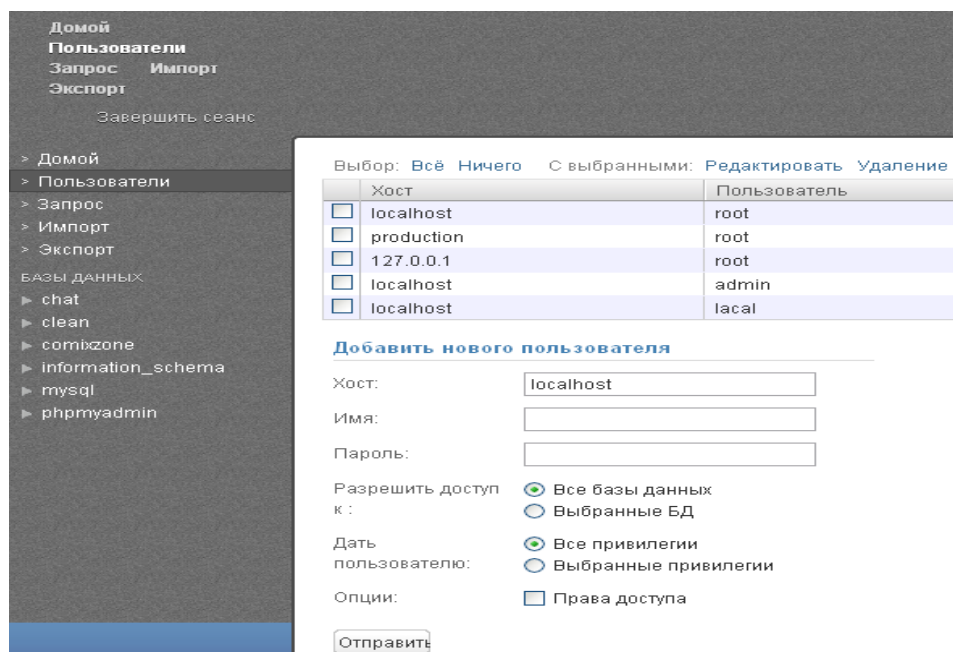 Домой
Пользователи
Запрос Импорт
Экспорт
Завершить сеанс
> Домой
> Пользователи
> Запрос
> Импорт
> Экспорт
БАЗЫ ДАННЫХ
chat
clean
comixzone
information_schema
mysql
phpmyadmin
Выбор: Всё Ничего С выбранными: Редактировать Удаление
Хост Пользователь
localhost root
production root
127.0.0.1 root
localhost admin
localhost lacal
Добавить нового пользователя
Хост: localhost
Имя:
Пароль:
Разрешить доступ к : Все базы данных
Выбранные БД
Дать пользователю: Все привилегии
Выбранные привилегии
Опции: Права доступа
Отправить